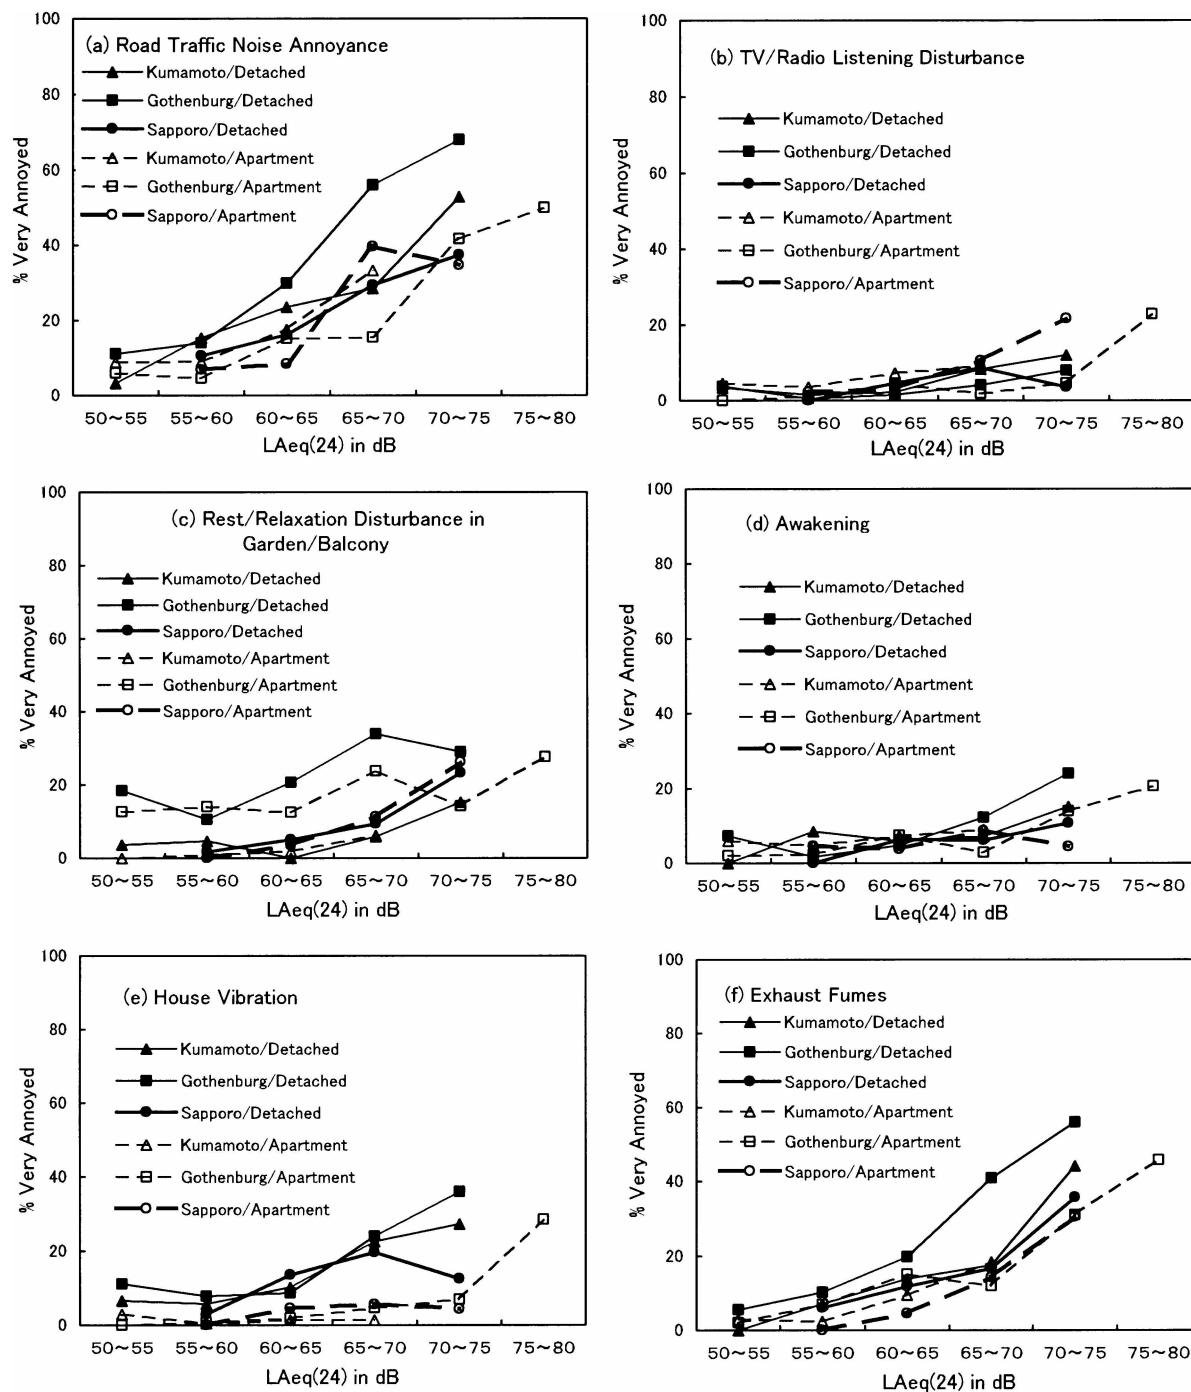 (a) Road Traffic Noise Annoyance
Kumamoto/Detached
Gothenburg/Detached
Sapporo/Detached
Kumamoto/Apartment
Gothenburg/Apartment
Sapporo/Apartment
% Very Annoyed
100
80
60
40
20
0
50~55 55~60 60~65 65~70 70~75 75~80
LAeq(24) in dB
(b) TV/Radio Listening Disturbance
Kumamoto/Detached
Gothenburg/Detached
Sapporo/Detached
Kumamoto/Apartment
Gothenburg/Apartment
Sapporo/Apartment
% Very Annoyed
100
80
60
40
20
0
50~55 55~60 60~65 65~70 70~75 75~80
LAeq(24) in dB
(c) Rest/Relaxation Disturbance in
Garden/Balcony
Kumamoto/Detached
Gothenburg/Detached
Sapporo/Detached
Kumamoto/Apartment
Gothenburg/Apartment
Sapporo/Apartment
% Very Annoyed
100
80
60
40
20
0
50~55 55~60 60~65 65~70 70~75 75~80
LAeq(24) in dB
(d) Awakening
Kumamoto/Detached
Gothenburg/Detached
Sapporo/Detached
Kumamoto/Apartment
Gothenburg/Apartment
Sapporo/Apartment
% Very Annoyed
100
80
60
40
20
0
50~55 55~60 60~65 65~70 70~75 75~80
LAeq(24) in dB
(e) House Vibration
Kumamoto/Detached
Gothenburg/Detached
Sapporo/Detached
Kumamoto/Apartment
Gothenburg/Apartment
Sapporo/Apartment
% Very Annoyed
100
80
60
40
20
0
50~55 55~60 60~65 65~70 70~75 75~80
LAeq(24) in dB
(f) Exhaust Fumes
Kumamoto/Detached
Gothenburg/Detached
Sapporo/Detached
Kumamoto/Apartment
Gothenburg/Apartment
Sapporo/Apartment
% Very Annoyed
100
80
60
40
20
0
50~55 55~60 60~65 65~70 70~75 75~80
LAeq(24) in dB